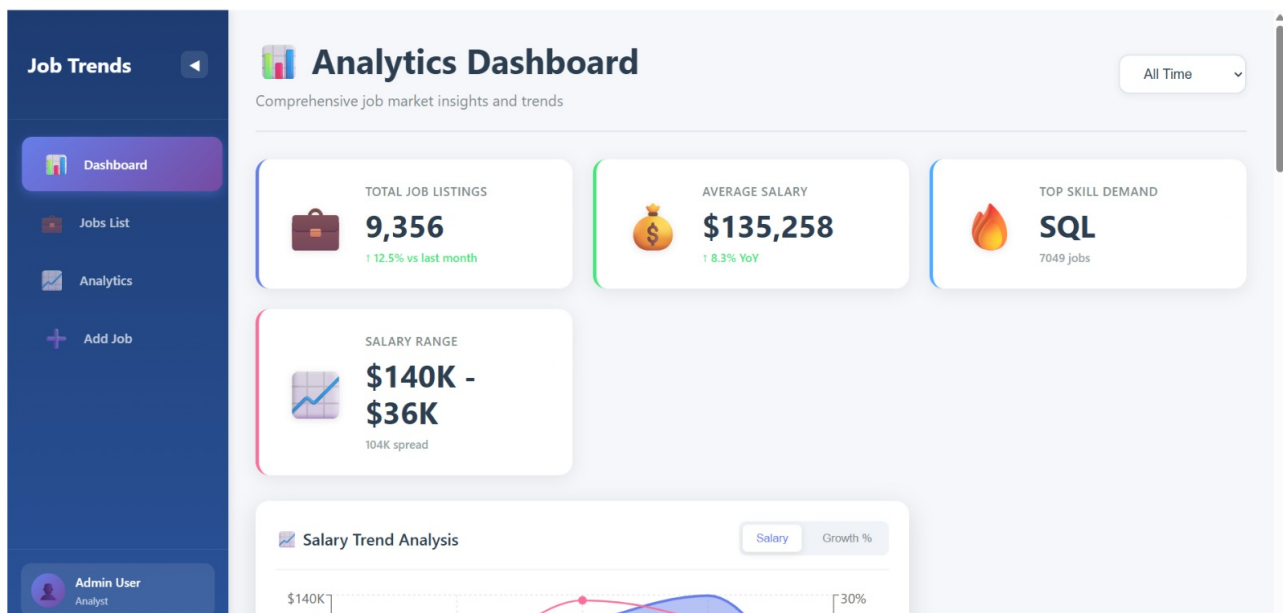 Job Trends
Dashboard
Jobs List
Analytics
Add Job
Admin User
Analyst
Analytics Dashboard
Comprehensive job market insights and trends
All Time
TOTAL JOB LISTINGS
9,356
↑ 12.5% vs last month
AVERAGE SALARY
$135,258
↑ 8.3% YoY
TOP SKILL DEMAND
SQL
7049 jobs
SALARY RANGE
$140K -
$36K
104K spread
Salary Trend Analysis
Salary
Growth %
$140K
30%